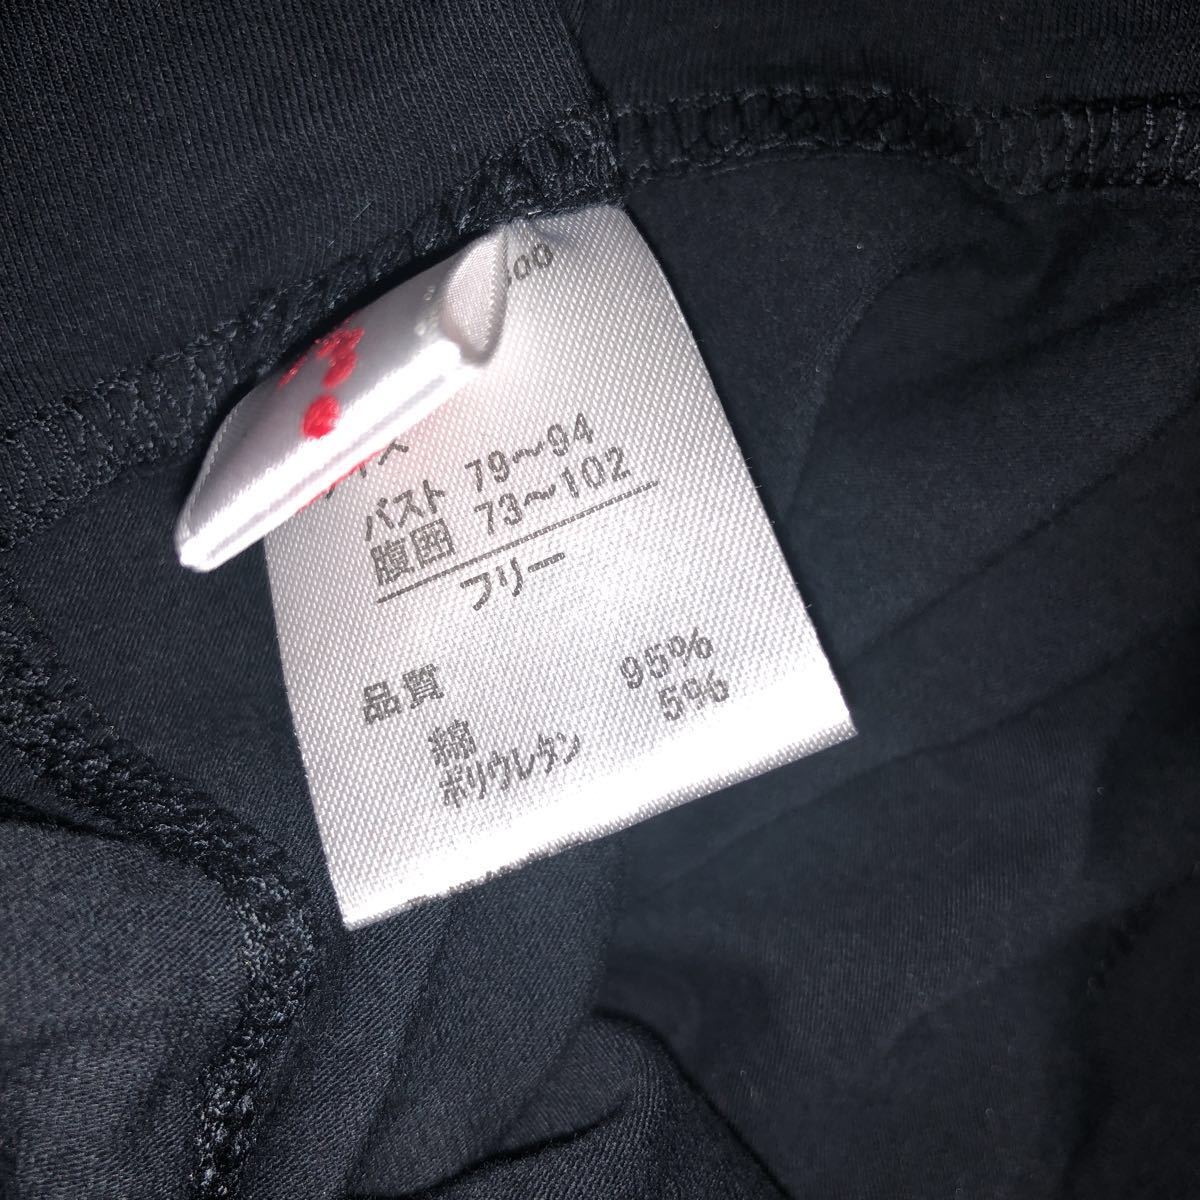 バスト 79～94
腹囲 73～102
フリー
品質
綿 95%
ポリウレタン 5%